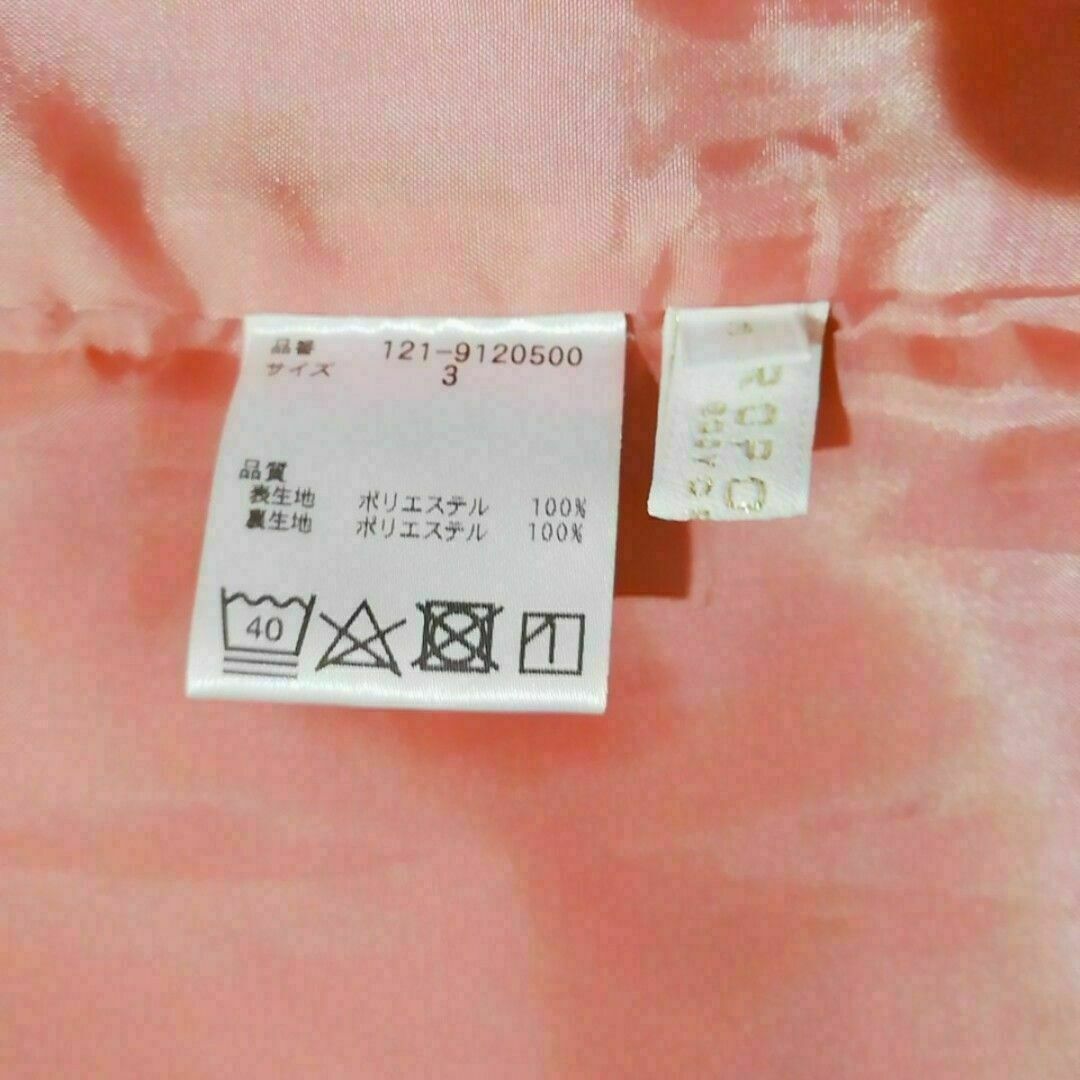 品番 121-9120500
サイズ 3
品質
表生地 ポリエステル 100%
裏生地 ポリエステル 100%
40
ROPO